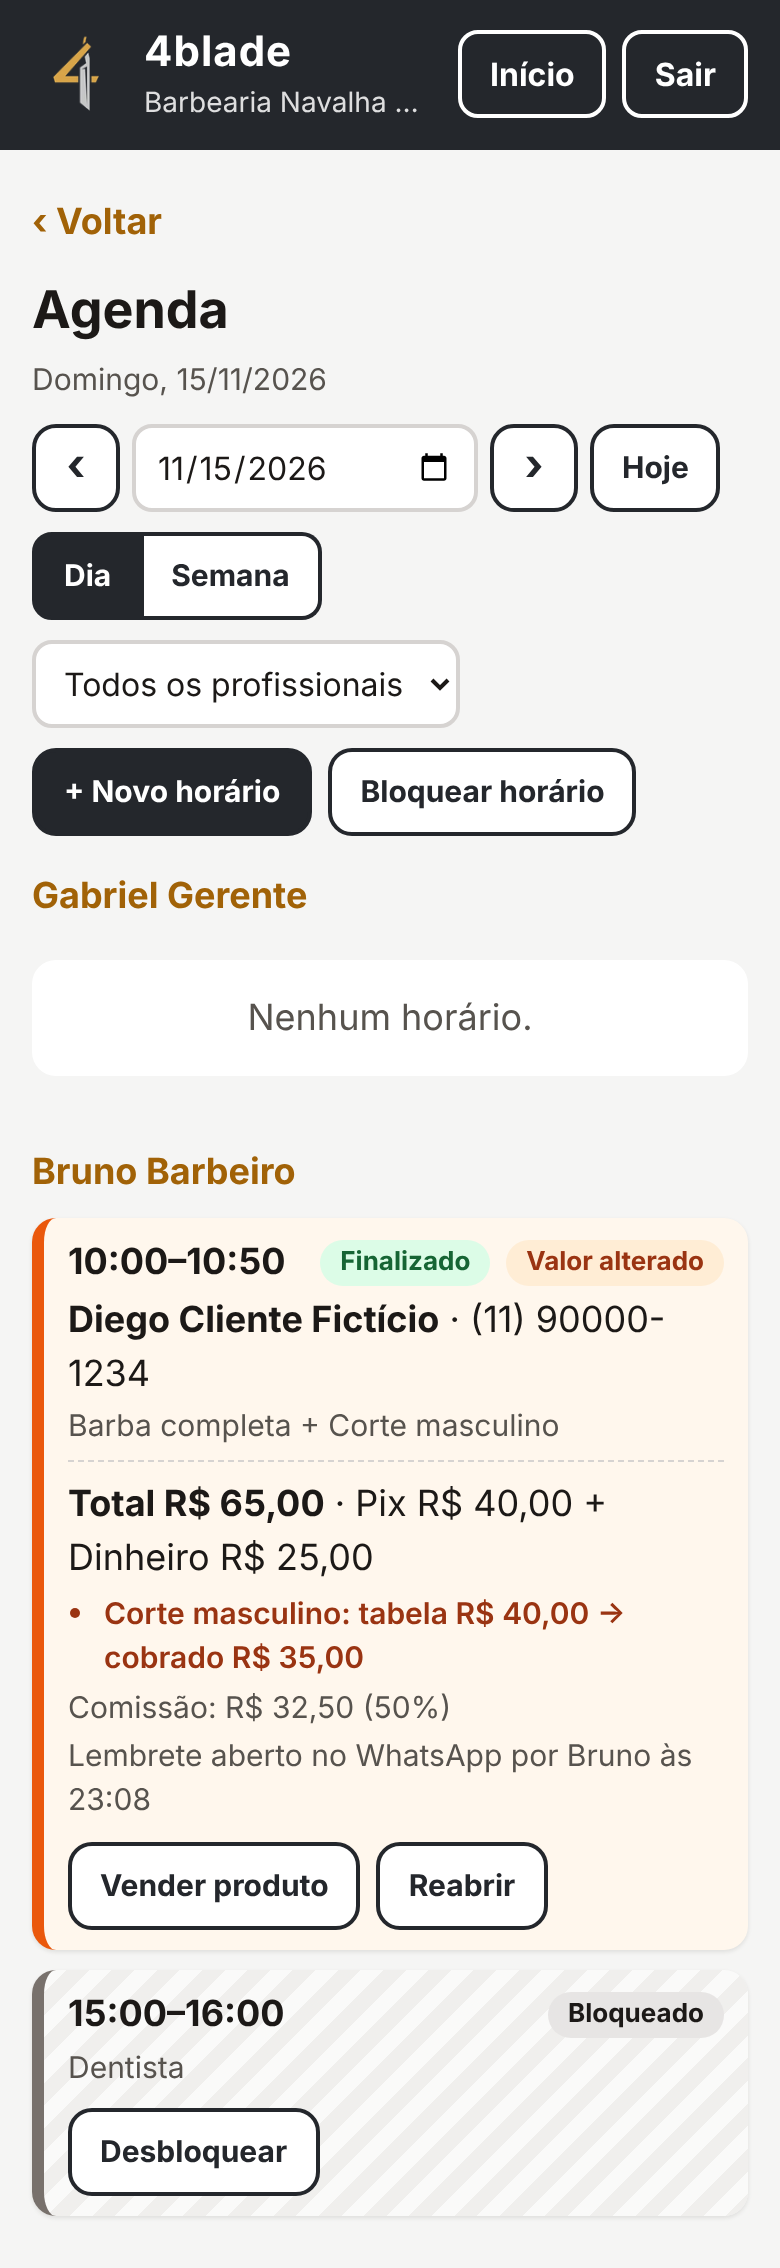 4blade
Barbearia Navalha ...
Início
Sair
‹ Voltar
Agenda
Domingo, 15/11/2026
‹
11/15/2026
›
Hoje
Dia
Semana
Todos os profissionais
+ Novo horário
Bloquear horário
Gabriel Gerente
Nenhum horário.
Bruno Barbeiro
10:00–10:50
Finalizado
Valor alterado
Diego Cliente Fictício · (11) 90000-
1234
Barba completa + Corte masculino
Total R$ 65,00 · Pix R$ 40,00 +
Dinheiro R$ 25,00
• Corte masculino: tabela R$ 40,00 →
cobrado R$ 35,00
Comissão: R$ 32,50 (50%)
Lembrete aberto no WhatsApp por Bruno às
23:08
Vender produto
Reabrir
15:00–16:00
Bloqueado
Dentista
Desbloquear